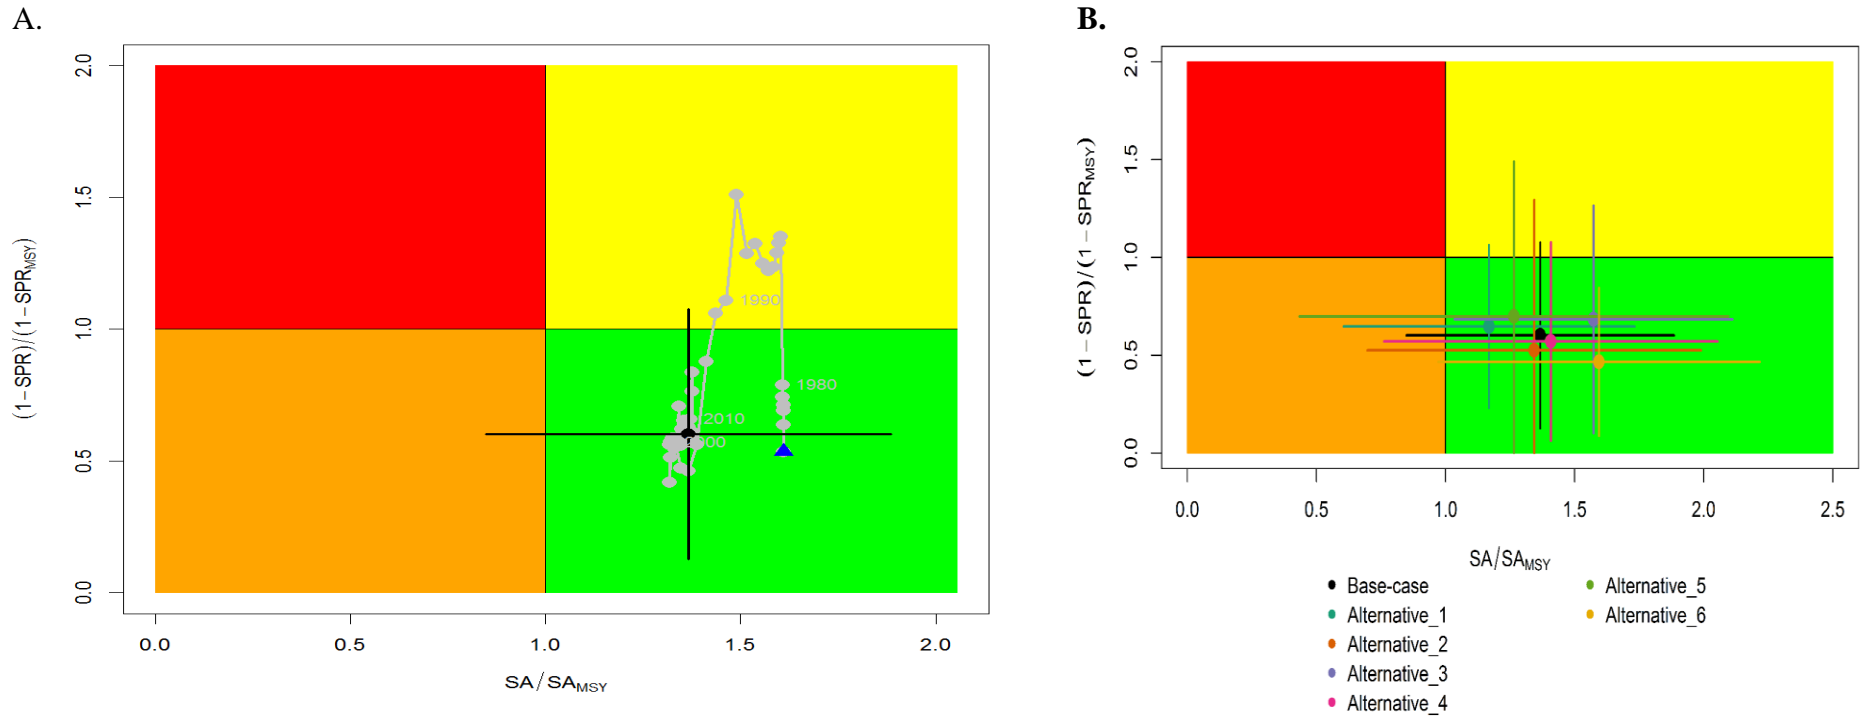 A.
2.0
1.5
1.0
0.5
0.0
(1−SPR)/(1−SPRMSY)
1990
1980
2010
0.0 0.5 1.0 1.5 2.0
SA/SAMSY
B.
2.0
1.5
1.0
0.5
0.0
(1−SPR)/(1−SPRMSY)
0.0 0.5 1.0 1.5 2.0 2.5
SA/SAMSY
Base-case
Alternative_1
Alternative_2
Alternative_3
Alternative_4
Alternative_5
Alternative_6